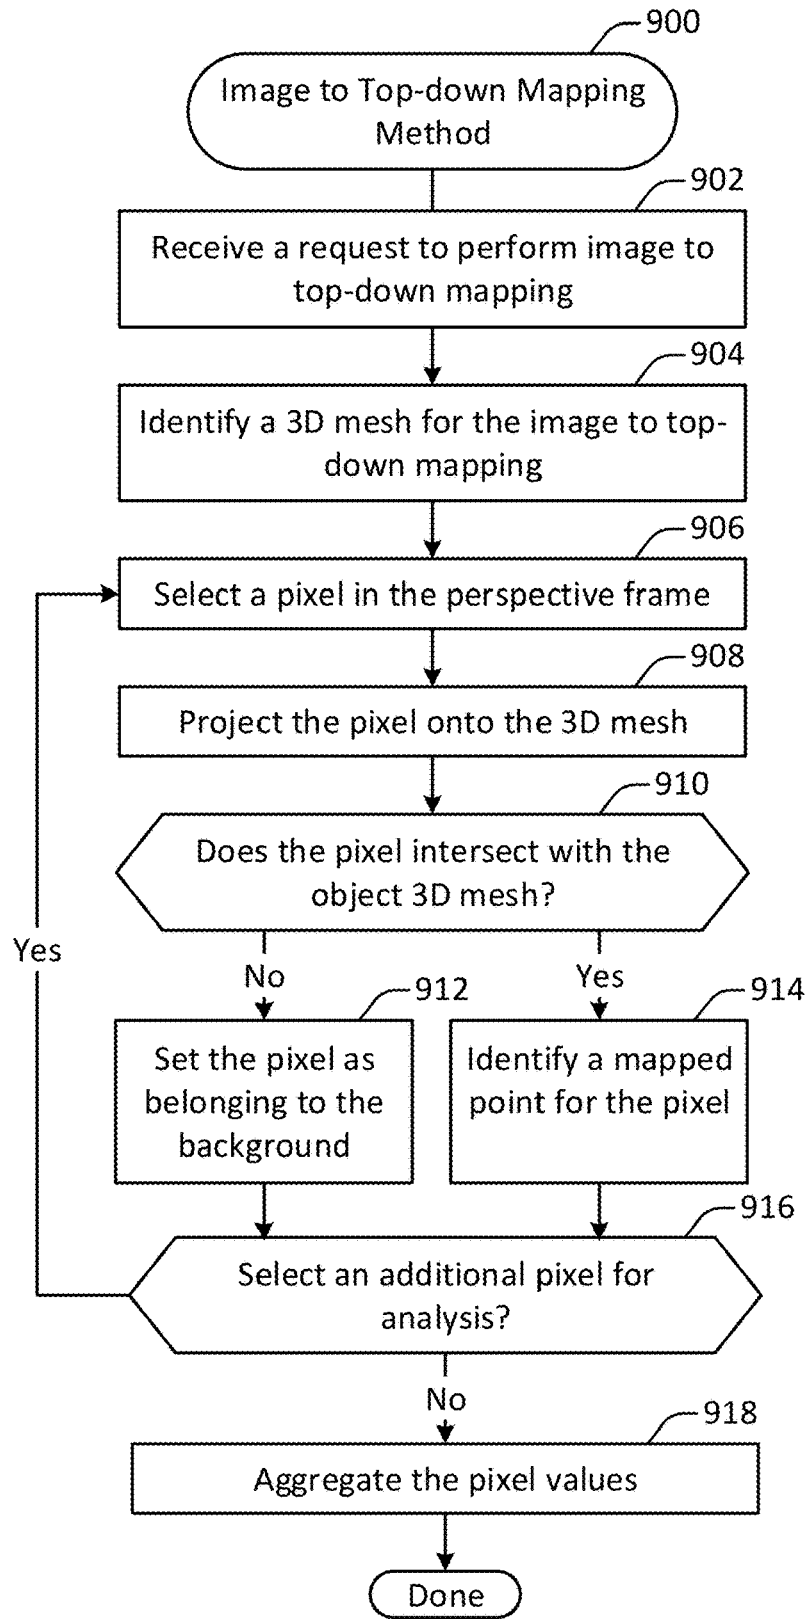 900
Image to Top-down Mapping
Method
902
Receive a request to perform image to
top-down mapping
904
Identify a 3D mesh for the image to top-
down mapping
906
Select a pixel in the perspective frame
908
Project the pixel onto the 3D mesh
910
Does the pixel intersect with the
object 3D mesh?
Yes
No
Yes
912
914
Set the pixel as
belonging to the
background
Identify a mapped
point for the pixel
916
Select an additional pixel for
analysis?
No
918
Aggregate the pixel values
Done